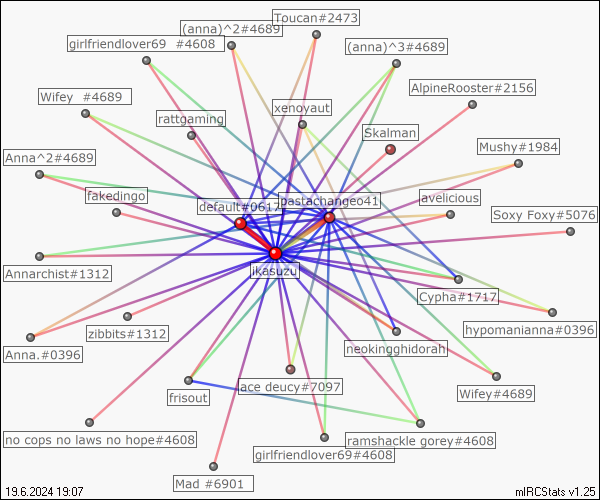 Toucan#2473
(anna)^2#4689
girlfriendlover69 #4608
(anna)^3#4689
AlpineRooster#2156
Wifey #4689
xenoyaut
rattgaming
Skalman
Mushy#1984
Anna^2#4689
fakedingo
default#0617
pastachangeo41
avelicious
Soxy Foxy#5076
Annarchist#1312
ikasuzu
Cypha#1717
hypomanianna#0396
zibbits#1312
Anna.#0396
neokingghidorah
ace deucy#7097
Wifey#4689
frisout
no cops no laws no hope#4608
girlfriendlover69#4608
ramshackle gorey#4608
Mad #6901
19.6.2024 19:07
mIRCStats v1.25